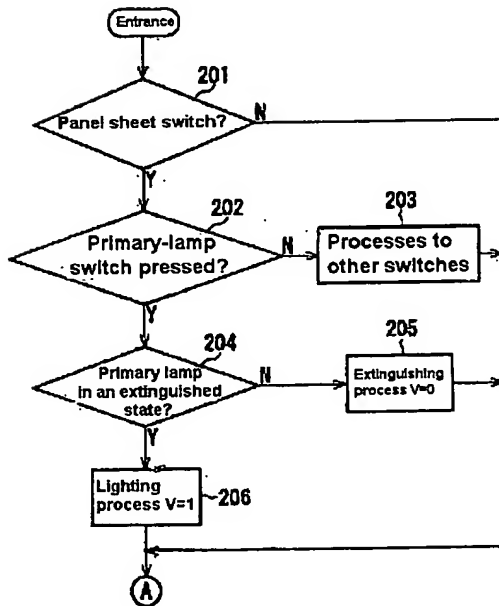 Entrance
201
Panel sheet switch?
N
Y
202
203
Primary-lamp
switch pressed?
N
Processes to
other switches
Y
204
205
Primary lamp
in an extinguished
state?
N
Extinguishing
process V=0
Y
Lighting
process V=1
206
A